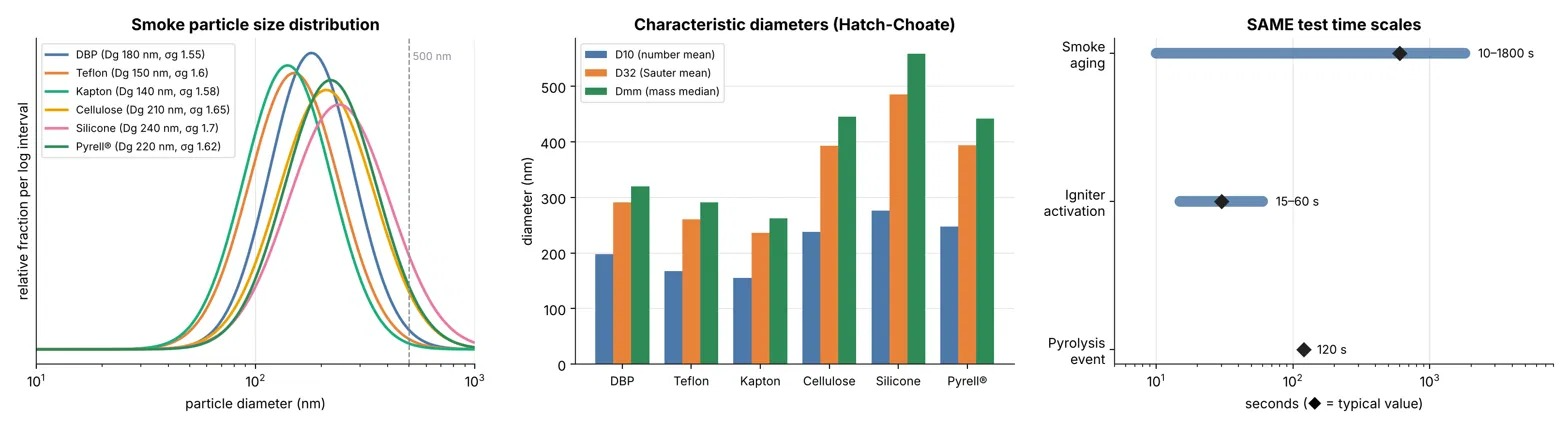 Smoke particle size distribution
DBP (Dg 180 nm, σg 1.55)
Teflon (Dg 150 nm, σg 1.6)
Kapton (Dg 140 nm, σg 1.58)
Cellulose (Dg 210 nm, σg 1.65)
Silicone (Dg 240 nm, σg 1.7)
Pyrell® (Dg 220 nm, σg 1.62)
500 nm
relative fraction per log interval
10¹ 10² 10³
particle diameter (nm)
Characteristic diameters (Hatch-Choate)
D10 (number mean)
D32 (Sauter mean)
Dmm (mass median)
diameter (nm)
500
400
300
200
100
0
DBP Teflon Kapton Cellulose Silicone Pyrell®
SAME test time scales
Smoke
aging
10–1800 s
Igniter
activation
15–60 s
Pyrolysis
event
120 s
10¹ 10² 10³
seconds (◆ = typical value)